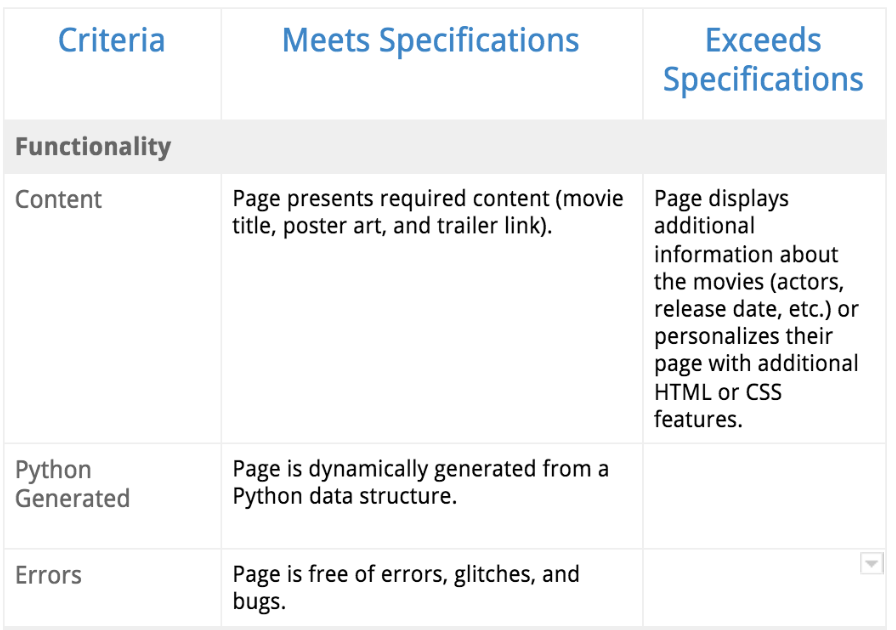 Criteria
Meets Specifications
Exceeds
Specifications
Functionality
Content
Page presents required content (movie
title, poster art, and trailer link).
Page displays
additional
information about
the movies (actors,
release date, etc.) or
personalizes their
page with additional
HTML or CSS
features.
Python
Generated
Page is dynamically generated from a
Python data structure.
Errors
Page is free of errors, glitches, and
bugs.